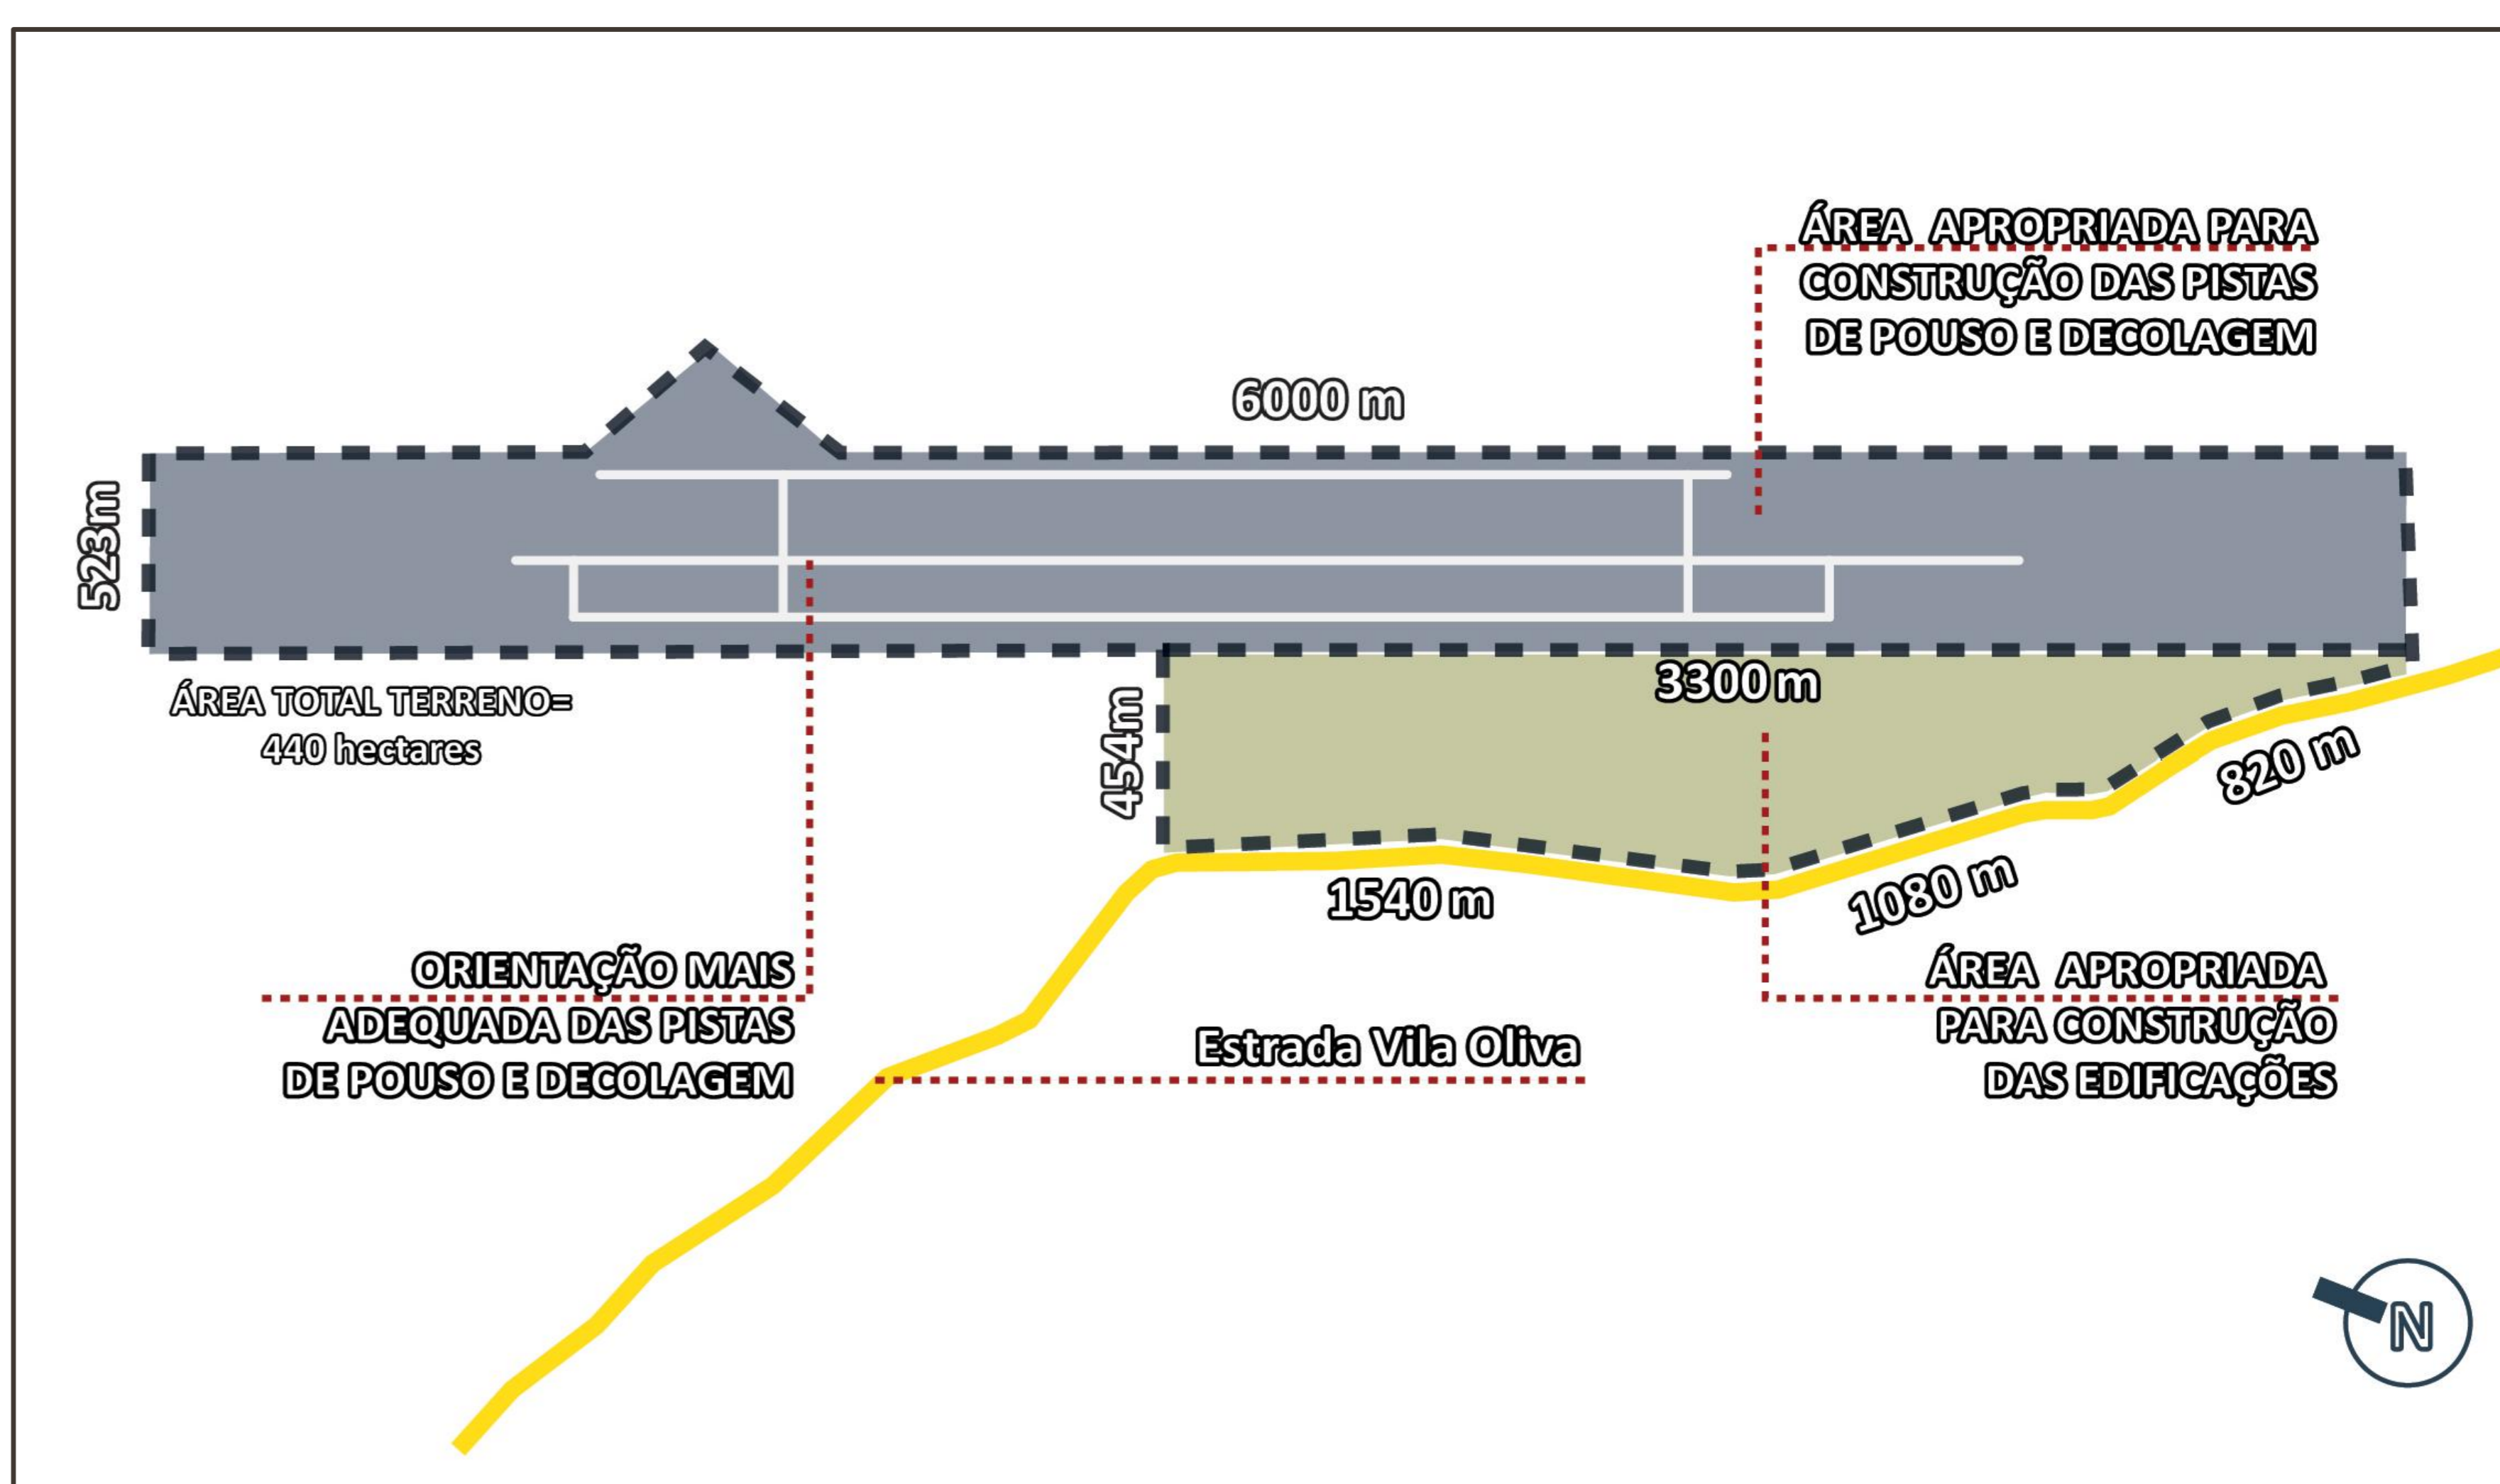 ÁREA APROPRIADA PARA
CONSTRUÇÃO DAS PISTAS
DE POUSO E DECOLAGEM
6000 m
523m
3300 m
ÁREA TOTAL TERRENO=
440 hectares
454m
820 m
1540 m
1080 m
ORIENTAÇÃO MAIS
ADEQUADA DAS PISTAS
DE POUSO E DECOLAGEM
ÁREA APROPRIADA
PARA CONSTRUÇÃO
DAS EDIFICAÇÕES
Estrada Vila Oliva
N